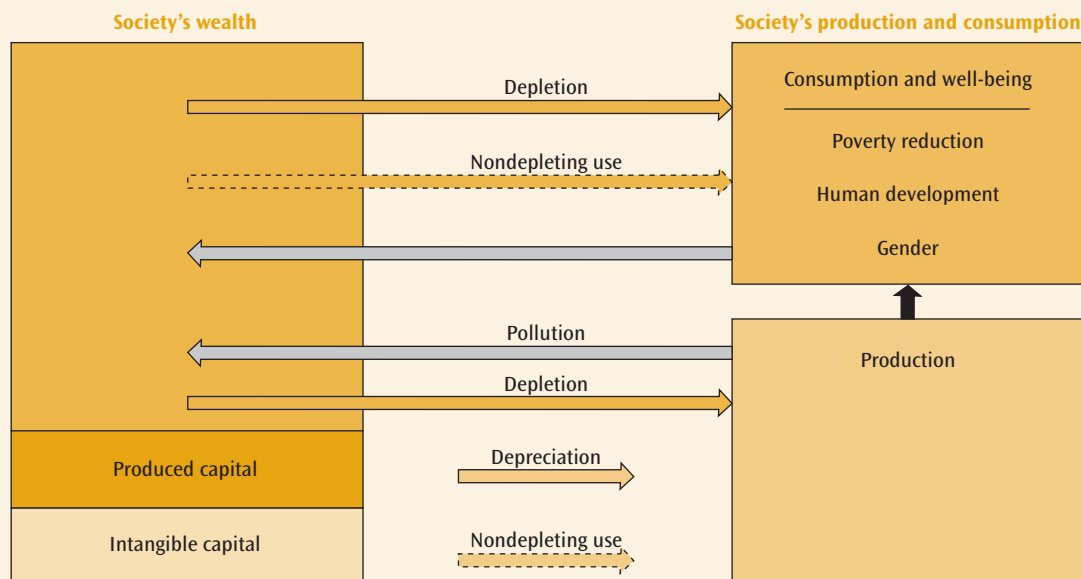 Society’s wealth
Society’s production and consumption
Depletion
Nondepleting use
Pollution
Depletion
Depreciation
Nondepleting use
Produced capital
Intangible capital
Consumption and well-being
Poverty reduction
Human development
Gender
Production